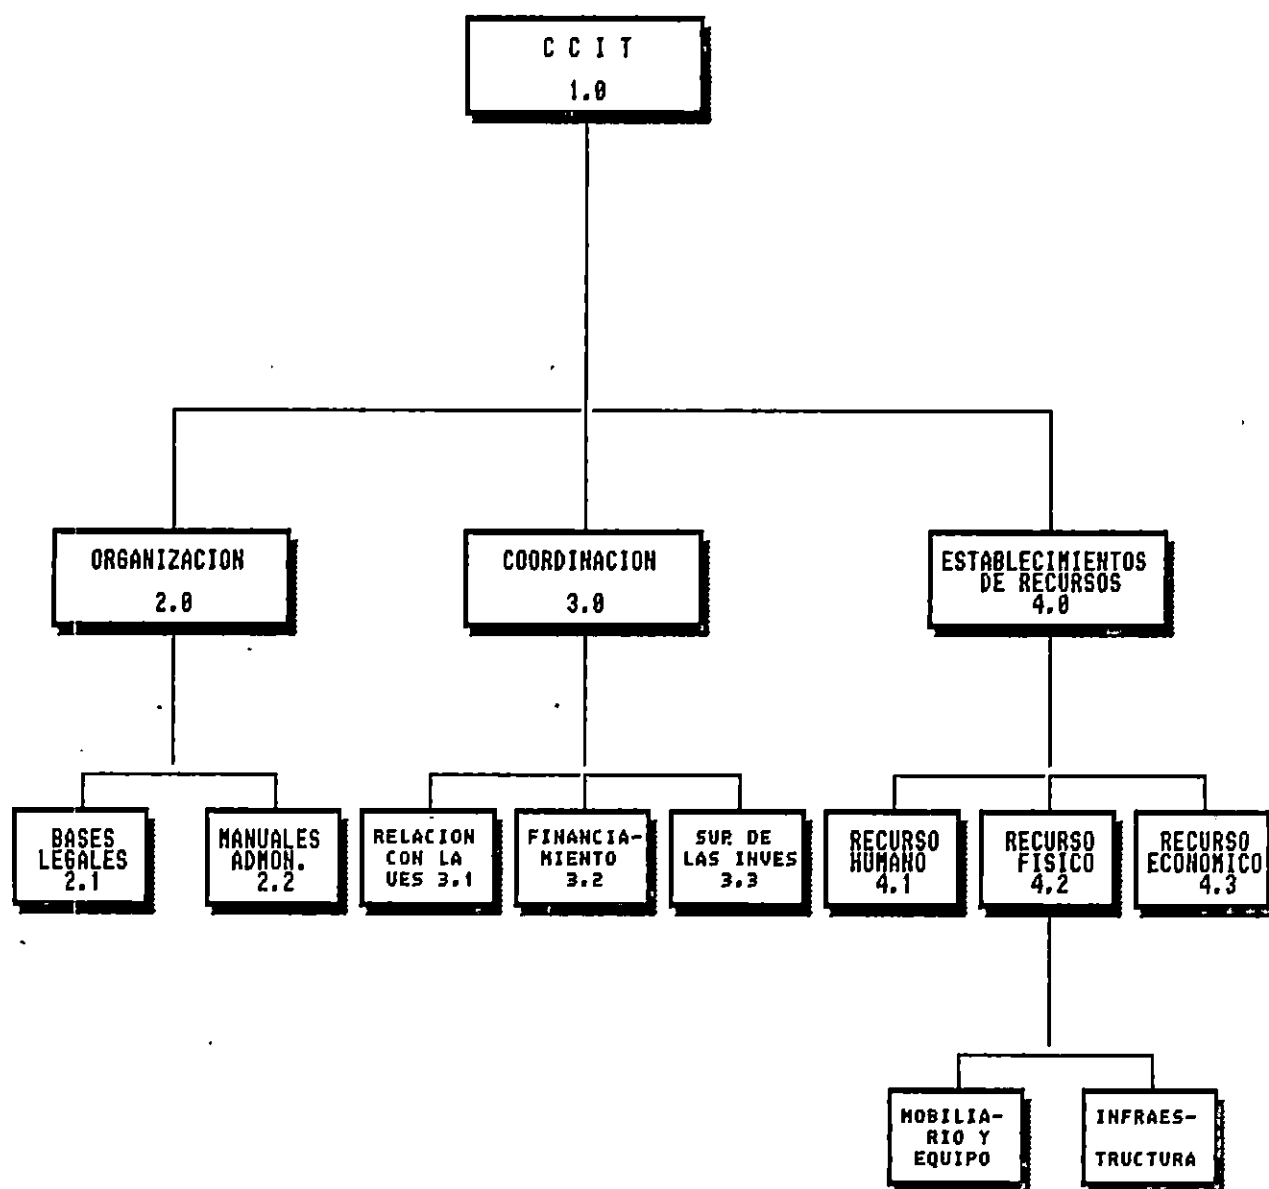 C C I T
1.0
ORGANIZACION
2.0
COORDINACION
3.0
ESTABLECIMIENTOS
DE RECURSOS
4.0
BASES
LEGALES
2.1
MANUALES
ADMON.
2.2
RELACION
CON LA
UES 3.1
FINANCIA-
MIENTO
3.2
SUP. DE
LAS INVES
3.3
RECURSO
HUMANO
4.1
RECURSO
FISICO
4.2
RECURSO
ECONOMICO
4.3
MOBILIA-
RIO Y
EQUIPO
INFRAES-
TRUCTURA